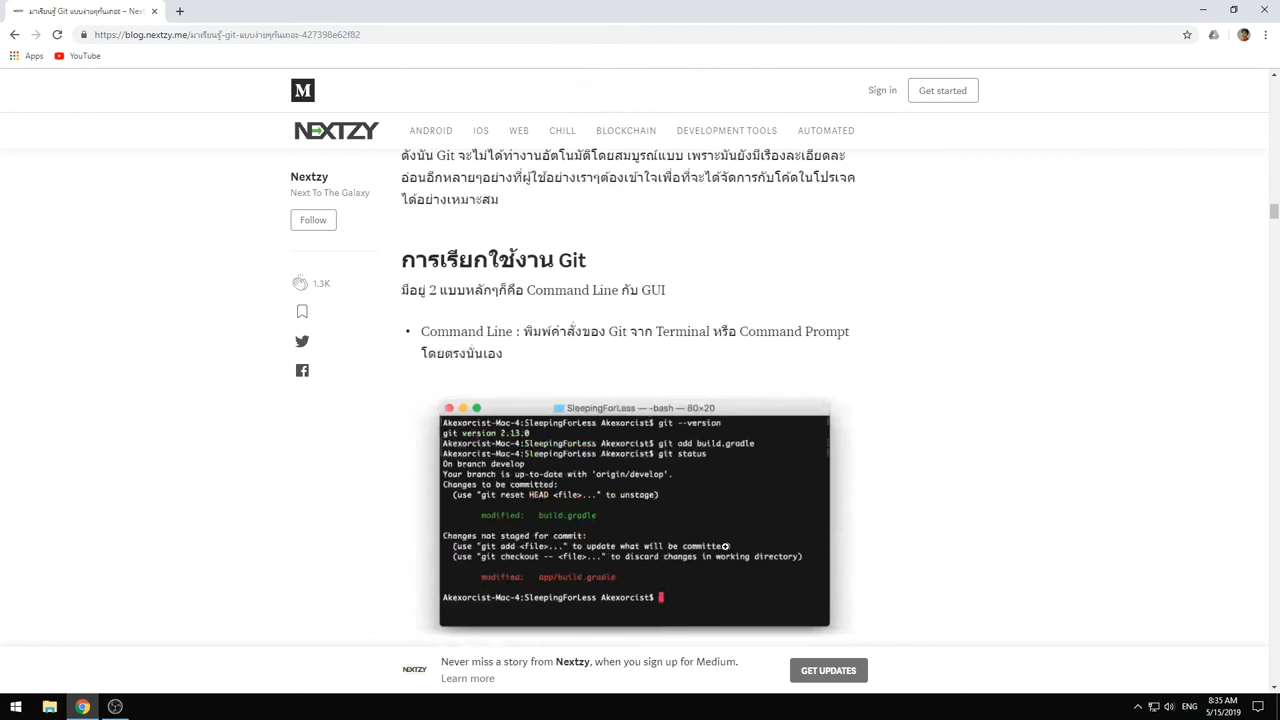 มาเรียนรู้ Git แบบง่ายๆกันเถอะ - Ne
https://blog.nextzy.me/มาเรียนรู้-git-แบบง่ายๆกันเถอะ-427398e62f82
Apps
YouTube
M
Sign in
Get started
NEXTZY
ANDROID
IOS
WEB
CHILL
BLOCKCHAIN
DEVELOPMENT TOOLS
AUTOMATED
ดังนั้น Git จะไม่ได้ทำงานอัตโนมัติโดยสมบูรณ์แบบ เพราะมันยังมีเรื่องละเอียดละ
อ่อนอีกหลายๆอย่างที่ผู้ใช้อย่างเราๆต้องเข้าใจเพื่อที่จะได้จัดการกับโค้ดในโปรเจค
ได้อย่างเหมาะสม
Nextzy
Next To The Galaxy
Follow
1.3K
การเรียกใช้งาน Git
มีอยู่ 2 แบบหลักๆก็คือ Command Line กับ GUI
• Command Line : พิมพ์คำสั่งของ Git จาก Terminal หรือ Command Prompt
โดยตรงนั่นเอง
SleepingForLess — -bash — 80×20
Akexorcist-Mac-4:SleepingForLess Akexorcist$ git --version
git version 2.13.0
Akexorcist-Mac-4:SleepingForLess Akexorcist$ git add build.gradle
Akexorcist-Mac-4:SleepingForLess Akexorcist$ git status
On branch develop
Your branch is up-to-date with 'origin/develop'.
Changes to be committed:
(use "git reset HEAD <file>..." to unstage)
modified: build.gradle
Changes not staged for commit:
(use "git add <file>..." to update what will be committed)
(use "git checkout -- <file>..." to discard changes in working directory)
modified: app/build.gradle
Akexorcist-Mac-4:SleepingForLess Akexorcist$
NEXTZY
Never miss a story from Nextzy, when you sign up for Medium.
Learn more
GET UPDATES
ENG
8:35 AM
5/15/2019